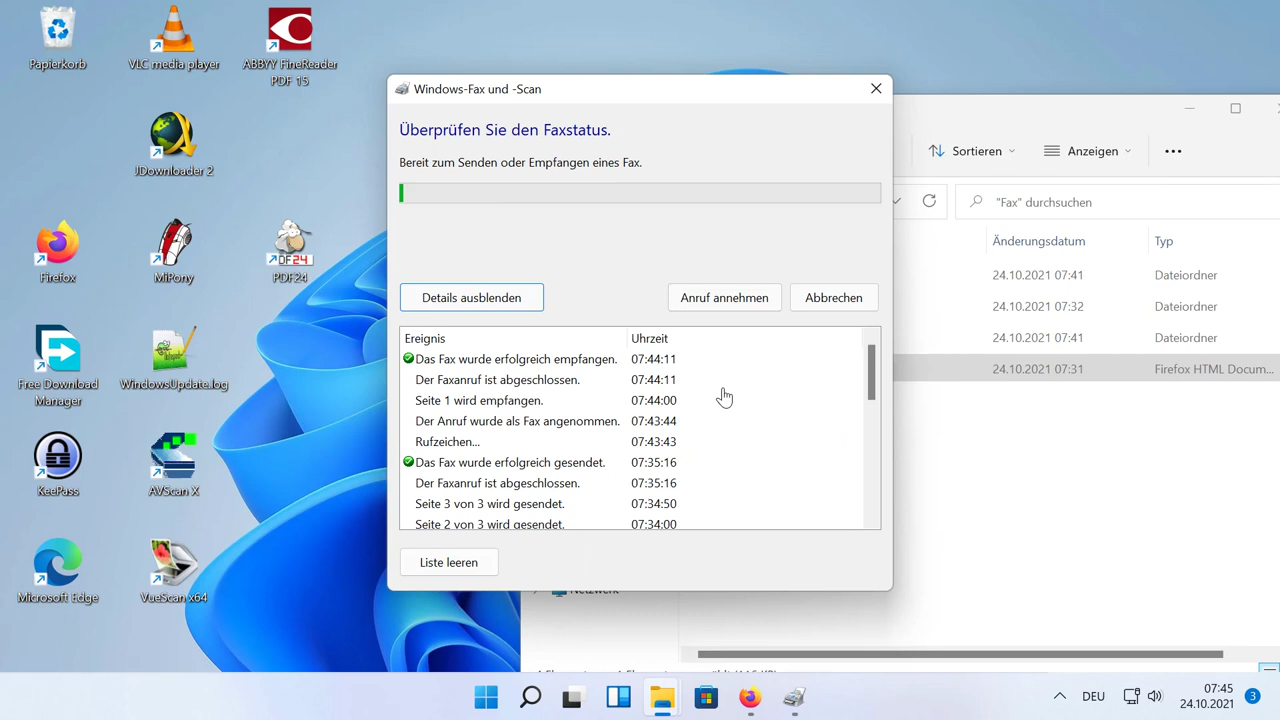 Papierkorb
VLC media player
ABBYY FineReader
PDF 15
JDownloader 2
Firefox
MiPony
PDF24
Free Download
Manager
WindowsUpdate.log
KeePass
AVScan X
Microsoft Edge
VueScan x64
Windows-Fax und -Scan
Überprüfen Sie den Faxstatus.
Bereit zum Senden oder Empfangen eines Fax.
Details ausblenden
Anruf annehmen
Abbrechen
Ereignis Uhrzeit
Das Fax wurde erfolgreich empfangen. 07:44:11
Der Faxanruf ist abgeschlossen. 07:44:11
Seite 1 wird empfangen. 07:44:00
Der Anruf wurde als Fax angenommen. 07:43:44
Rufzeichen... 07:43:43
Das Fax wurde erfolgreich gesendet. 07:35:16
Der Faxanruf ist abgeschlossen. 07:35:16
Seite 3 von 3 wird gesendet. 07:34:50
Seite 2 von 3 wird gesendet. 07:34:00
Liste leeren
Sortieren
Anzeigen
"Fax" durchsuchen
Änderungsdatum Typ
24.10.2021 07:41 Dateiordner
24.10.2021 07:32 Dateiordner
24.10.2021 07:41 Dateiordner
24.10.2021 07:31 Firefox HTML Docum...
Netzwerk
DEU
07:45
24.10.2021
3